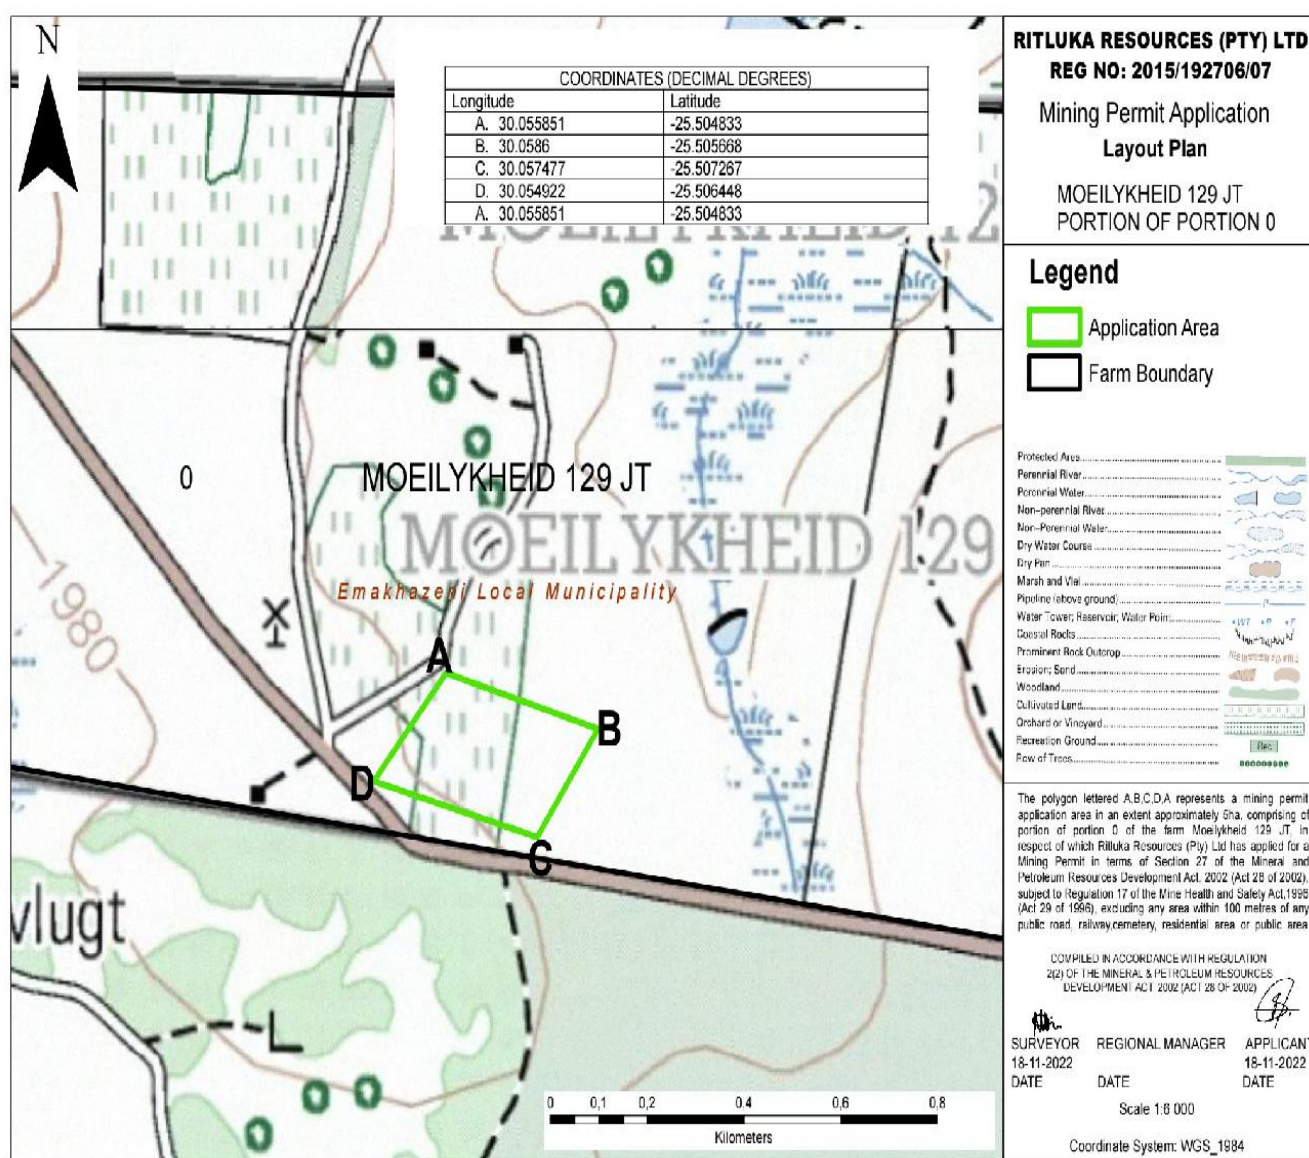 N
COORDINATES (DECIMAL DEGREES)
Longitude Latitude
A. 30.055851 -25.504833
B. 30.0586 -25.505668
C. 30.057477 -25.507267
D. 30.054922 -25.506448
A. 30.055851 -25.504833
0
MOEILYKHEID 129 JT
MOEILYKHEID 129
Emakhazeni Local Municipality
1980
A
B
D
C
vlugt
0 0,1 0,2 0.4 0,6 0,8
Kilometers
RITLUKA RESOURCES (PTY) LTD
REG NO: 2015/192706/07
Mining Permit Application
Layout Plan
MOEILYKHEID 129 JT
PORTION OF PORTION 0
Legend
Application Area
Farm Boundary
Protected Area
Perennial River
Perennial Water
Non-perennial River
Non-Perennial Water
Dry Water Course
Dry Pan
Marsh and Vlei
Pipeline (above ground)
Water Tower; Reservoir; Water Point
Coastal Rocks
Prominent Rock Outcrop
Erosion; Sand
Woodland
Cultivated Land
Orchard or Vineyard
Recreation Ground
Row of Trees
The polygon lettered A,B,C,D,A represents a mining permit
application area in an extent approximately 5ha, comprising of
portion of portion 0 of the farm Moeilykheid 129 JT, in
respect of which Ritluka Resources (Pty) Ltd has applied for a
Mining Permit in terms of Section 27 of the Mineral and
Petroleum Resources Development Act, 2002 (Act 28 of 2002),
subject to Regulation 17 of the Mine Health and Safety Act,1996
(Act 29 of 1996), excluding any area within 100 metres of any
public road, railway,cemetery, residential area or public area
COMPILED IN ACCORDANCE WITH REGULATION
2(2) OF THE MINERAL & PETROLEUM RESOURCES
DEVELOPMENT ACT 2002 (ACT 28 OF 2002)
SURVEYOR REGIONAL MANAGER APPLICANT
18-11-2022 18-11-2022
DATE DATE DATE
Scale 1:6 000
Coordinate System: WGS_1984